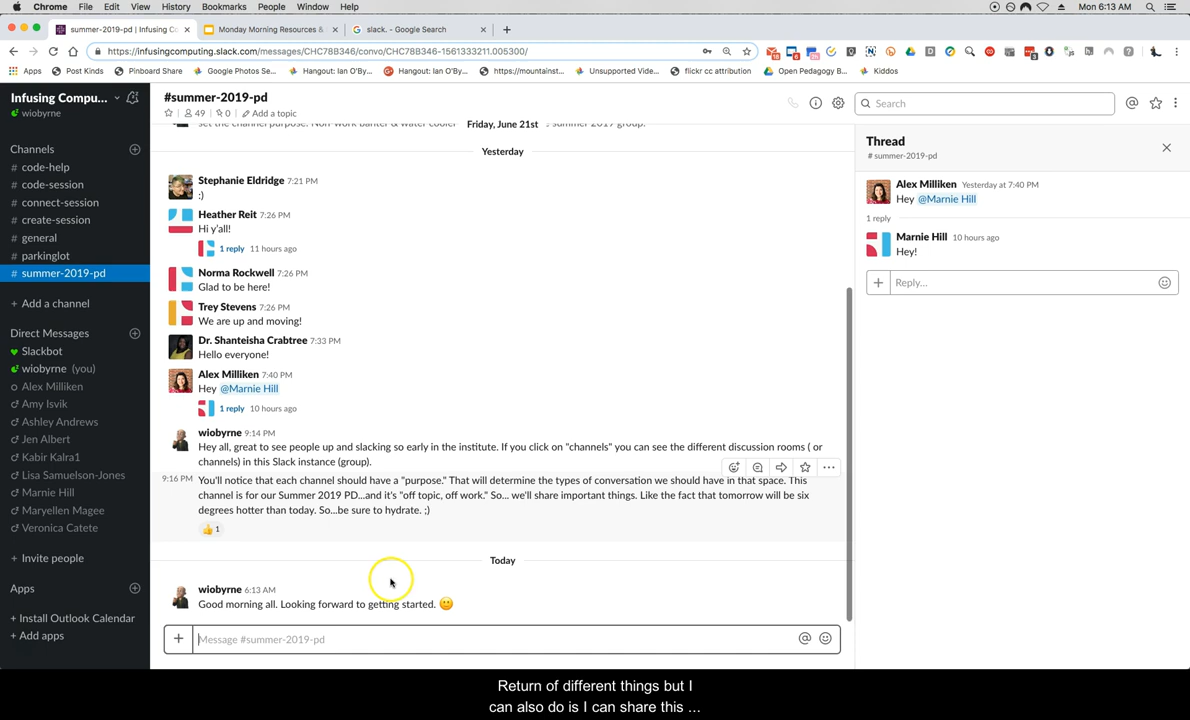 Chrome File Edit View History Bookmarks People Window Help Mon 6:13 AM
summer-2019-pd | Infusing Co Monday Morning Resources & slack. - Google Search
https://infusingcomputing.slack.com/messages/CHC78B346/convo/CHC78B346-1561333211.005300/
Apps Post Kinds Pinboard Share Google Photos Se... Hangout: Ian O'By... Hangout: Ian O'By... https://mountainst... Unsupported Vide... flickr cc attribution Open Pedagogy B... Kiddos
Infusing Compu...
wiobyrne
Channels
# code-help
# code-session
# connect-session
# create-session
# general
# parkinglot
# summer-2019-pd
+ Add a channel
Direct Messages
Slackbot
wiobyrne (you)
Alex Milliken
Amy Isvik
Ashley Andrews
Jen Albert
Kabir Kalra1
Lisa Samuelson-Jones
Marnie Hill
Maryellen Magee
Veronica Catete
+ Invite people
Apps
+ Install Outlook Calendar
+ Add apps
#summer-2019-pd
49 0 Add a topic
Search
Friday, June 21st
Yesterday
Stephanie Eldridge 7:21 PM
:)
Heather Reit 7:26 PM
Hi y'all!
1 reply 11 hours ago
Norma Rockwell 7:26 PM
Glad to be here!
Trey Stevens 7:26 PM
We are up and moving!
Dr. Shanteisha Crabtree 7:33 PM
Hello everyone!
Alex Milliken 7:40 PM
Hey @Marnie Hill
1 reply 10 hours ago
wiobyrne 9:14 PM
Hey all, great to see people up and slacking so early in the institute. If you click on "channels" you can see the different discussion rooms ( or
channels) in this Slack instance (group).
9:16 PM You'll notice that each channel should have a "purpose." That will determine the types of conversation we should have in that space. This
channel is for our Summer 2019 PD...and it's "off topic, off work." So... we'll share important things. Like the fact that tomorrow will be six
degrees hotter than today. So...be sure to hydrate. ;)
1
Today
wiobyrne 6:13 AM
Good morning all. Looking forward to getting started.
Message #summer-2019-pd
Thread
# summer-2019-pd
Alex Milliken Yesterday at 7:40 PM
Hey @Marnie Hill
1 reply
Marnie Hill 10 hours ago
Hey!
Reply...
Return of different things but I
can also do is I can share this ...